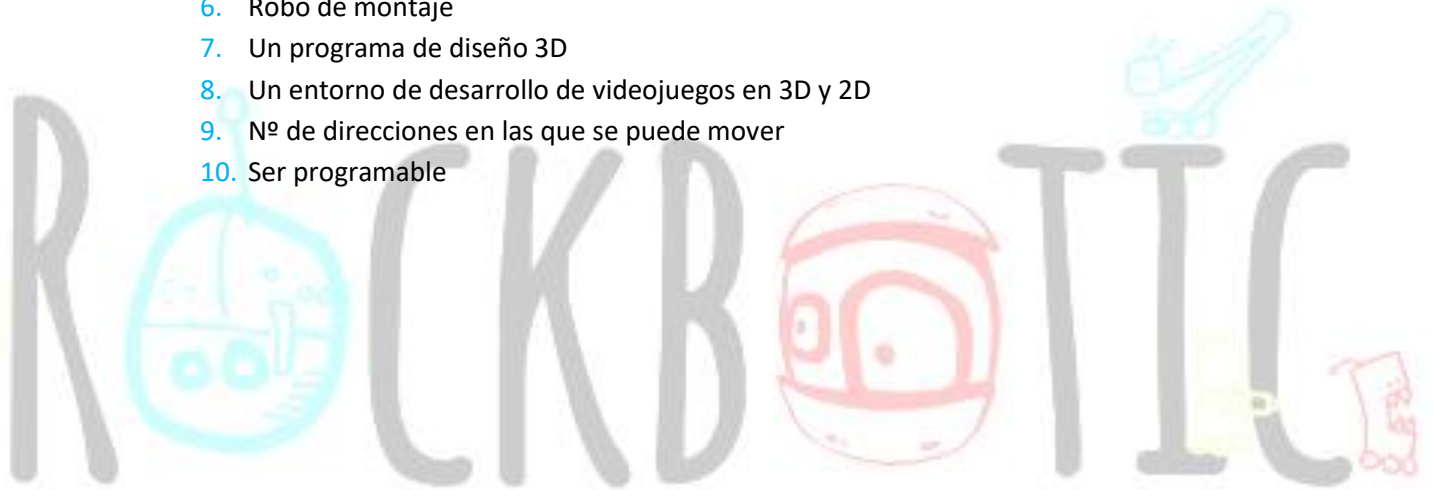 6. Robo de montaje
7. Un programa de diseño 3D
8. Un entorno de desarrollo de videojuegos en 3D y 2D
9. Nº de direcciones en las que se puede mover
10. Ser programable
ROCKBOTIC